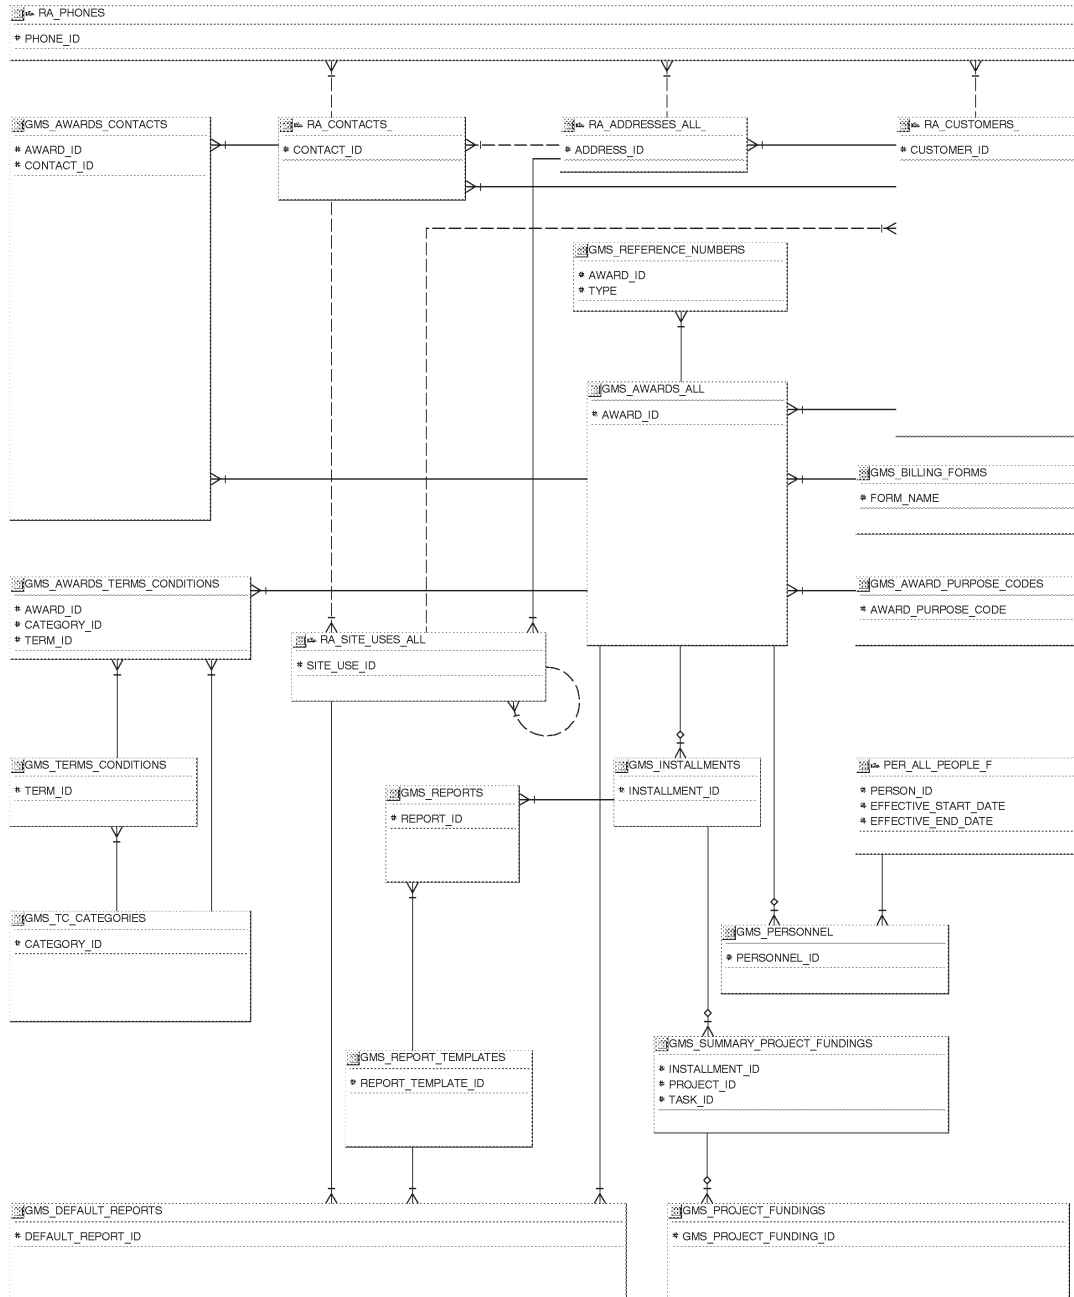 RA_PHONES
# PHONE_ID
GMS_AWARDS_CONTACTS
# AWARD_ID
# CONTACT_ID
RA_CONTACTS_
# CONTACT_ID
RA_ADDRESSES_ALL_
# ADDRESS_ID
RA_CUSTOMERS_
# CUSTOMER_ID
GMS_REFERENCE_NUMBERS
# AWARD_ID
# TYPE
GMS_AWARDS_ALL
# AWARD_ID
GMS_BILLING_FORMS
# FORM_NAME
GMS_AWARDS_TERMS_CONDITIONS
# AWARD_ID
# CATEGORY_ID
# TERM_ID
GMS_AWARD_PURPOSE_CODES
# AWARD_PURPOSE_CODE
RA_SITE_USES_ALL
# SITE_USE_ID
GMS_TERMS_CONDITIONS
# TERM_ID
GMS_REPORTS
# REPORT_ID
GMS_INSTALLMENTS
# INSTALLMENT_ID
PER_ALL_PEOPLE_F
# PERSON_ID
# EFFECTIVE_START_DATE
# EFFECTIVE_END_DATE
GMS_TC_CATEGORIES
# CATEGORY_ID
GMS_PERSONNEL
# PERSONNEL_ID
GMS_REPORT_TEMPLATES
# REPORT_TEMPLATE_ID
GMS_SUMMARY_PROJECT_FUNDINGS
# INSTALLMENT_ID
# PROJECT_ID
# TASK_ID
GMS_DEFAULT_REPORTS
# DEFAULT_REPORT_ID
GMS_PROJECT_FUNDINGS
# GMS_PROJECT_FUNDING_ID